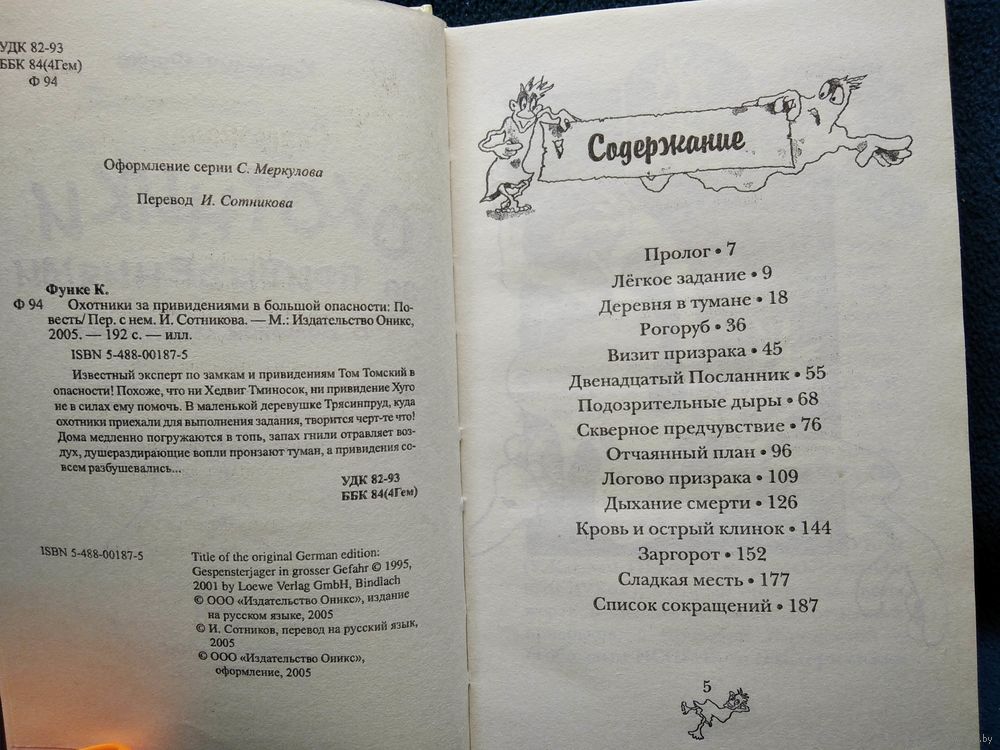 УДК 82-93
ББК 84(4Гем)
Ф 94
Оформление серии С. Меркулова
Перевод И. Сотникова
Функе К.
Ф 94 Охотники за привидениями в большой опасности: По-
весть/ Пер. с нем. И. Сотникова. — М.: Издательство Оникс,
2005. — 192 с. — илл.
ISBN 5-488-00187-5
Известный эксперт по замкам и привидениям Том Томский в
опасности! Похоже, что ни Хедвиг Тминосок, ни привидение Хуго
не в силах ему помочь. В маленькой деревушке Трясинпруд, куда
охотники приехали для выполнения задания, творится черт-те что!
Дома медленно погружаются в топь, запах гнили отравляет воз-
дух, душераздирающие вопли пронзают туман, а привидения со-
всем разбушевались...
УДК 82-93
ББК 84(4Гем)
ISBN 5-488-00187-5
Title of the original German edition:
Gespensterjager in grosser Gefahr © 1995,
2001 by Loewe Verlag GmbH, Bindlach
© ООО «Издательство Оникс», издание
на русском языке, 2005
© И. Сотников, перевод на русский язык,
2005
© ООО «Издательство Оникс»,
оформление, 2005
Содержание
Пролог • 7
Лёгкое задание • 9
Деревня в тумане • 18
Рогоруб • 36
Визит призрака • 45
Двенадцатый Посланник • 55
Подозрительные дыры • 68
Скверное предчувствие • 76
Отчаянный план • 96
Логово призрака • 109
Дыхание смерти • 126
Кровь и острый клинок • 144
Заргорот • 152
Сладкая месть • 177
Список сокращений • 187
5